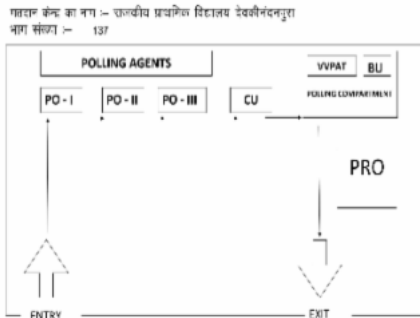 मतदान केन्द्र का नाम :– राजकीय प्राथमिक विद्यालय देवकीनंदनपुरा
भाग संख्या :– 137
POLLING AGENTS
VVPAT BU
POLLING COMPARTMENT
PO - I PO - II PO - III CU
PRO
ENTRY EXIT